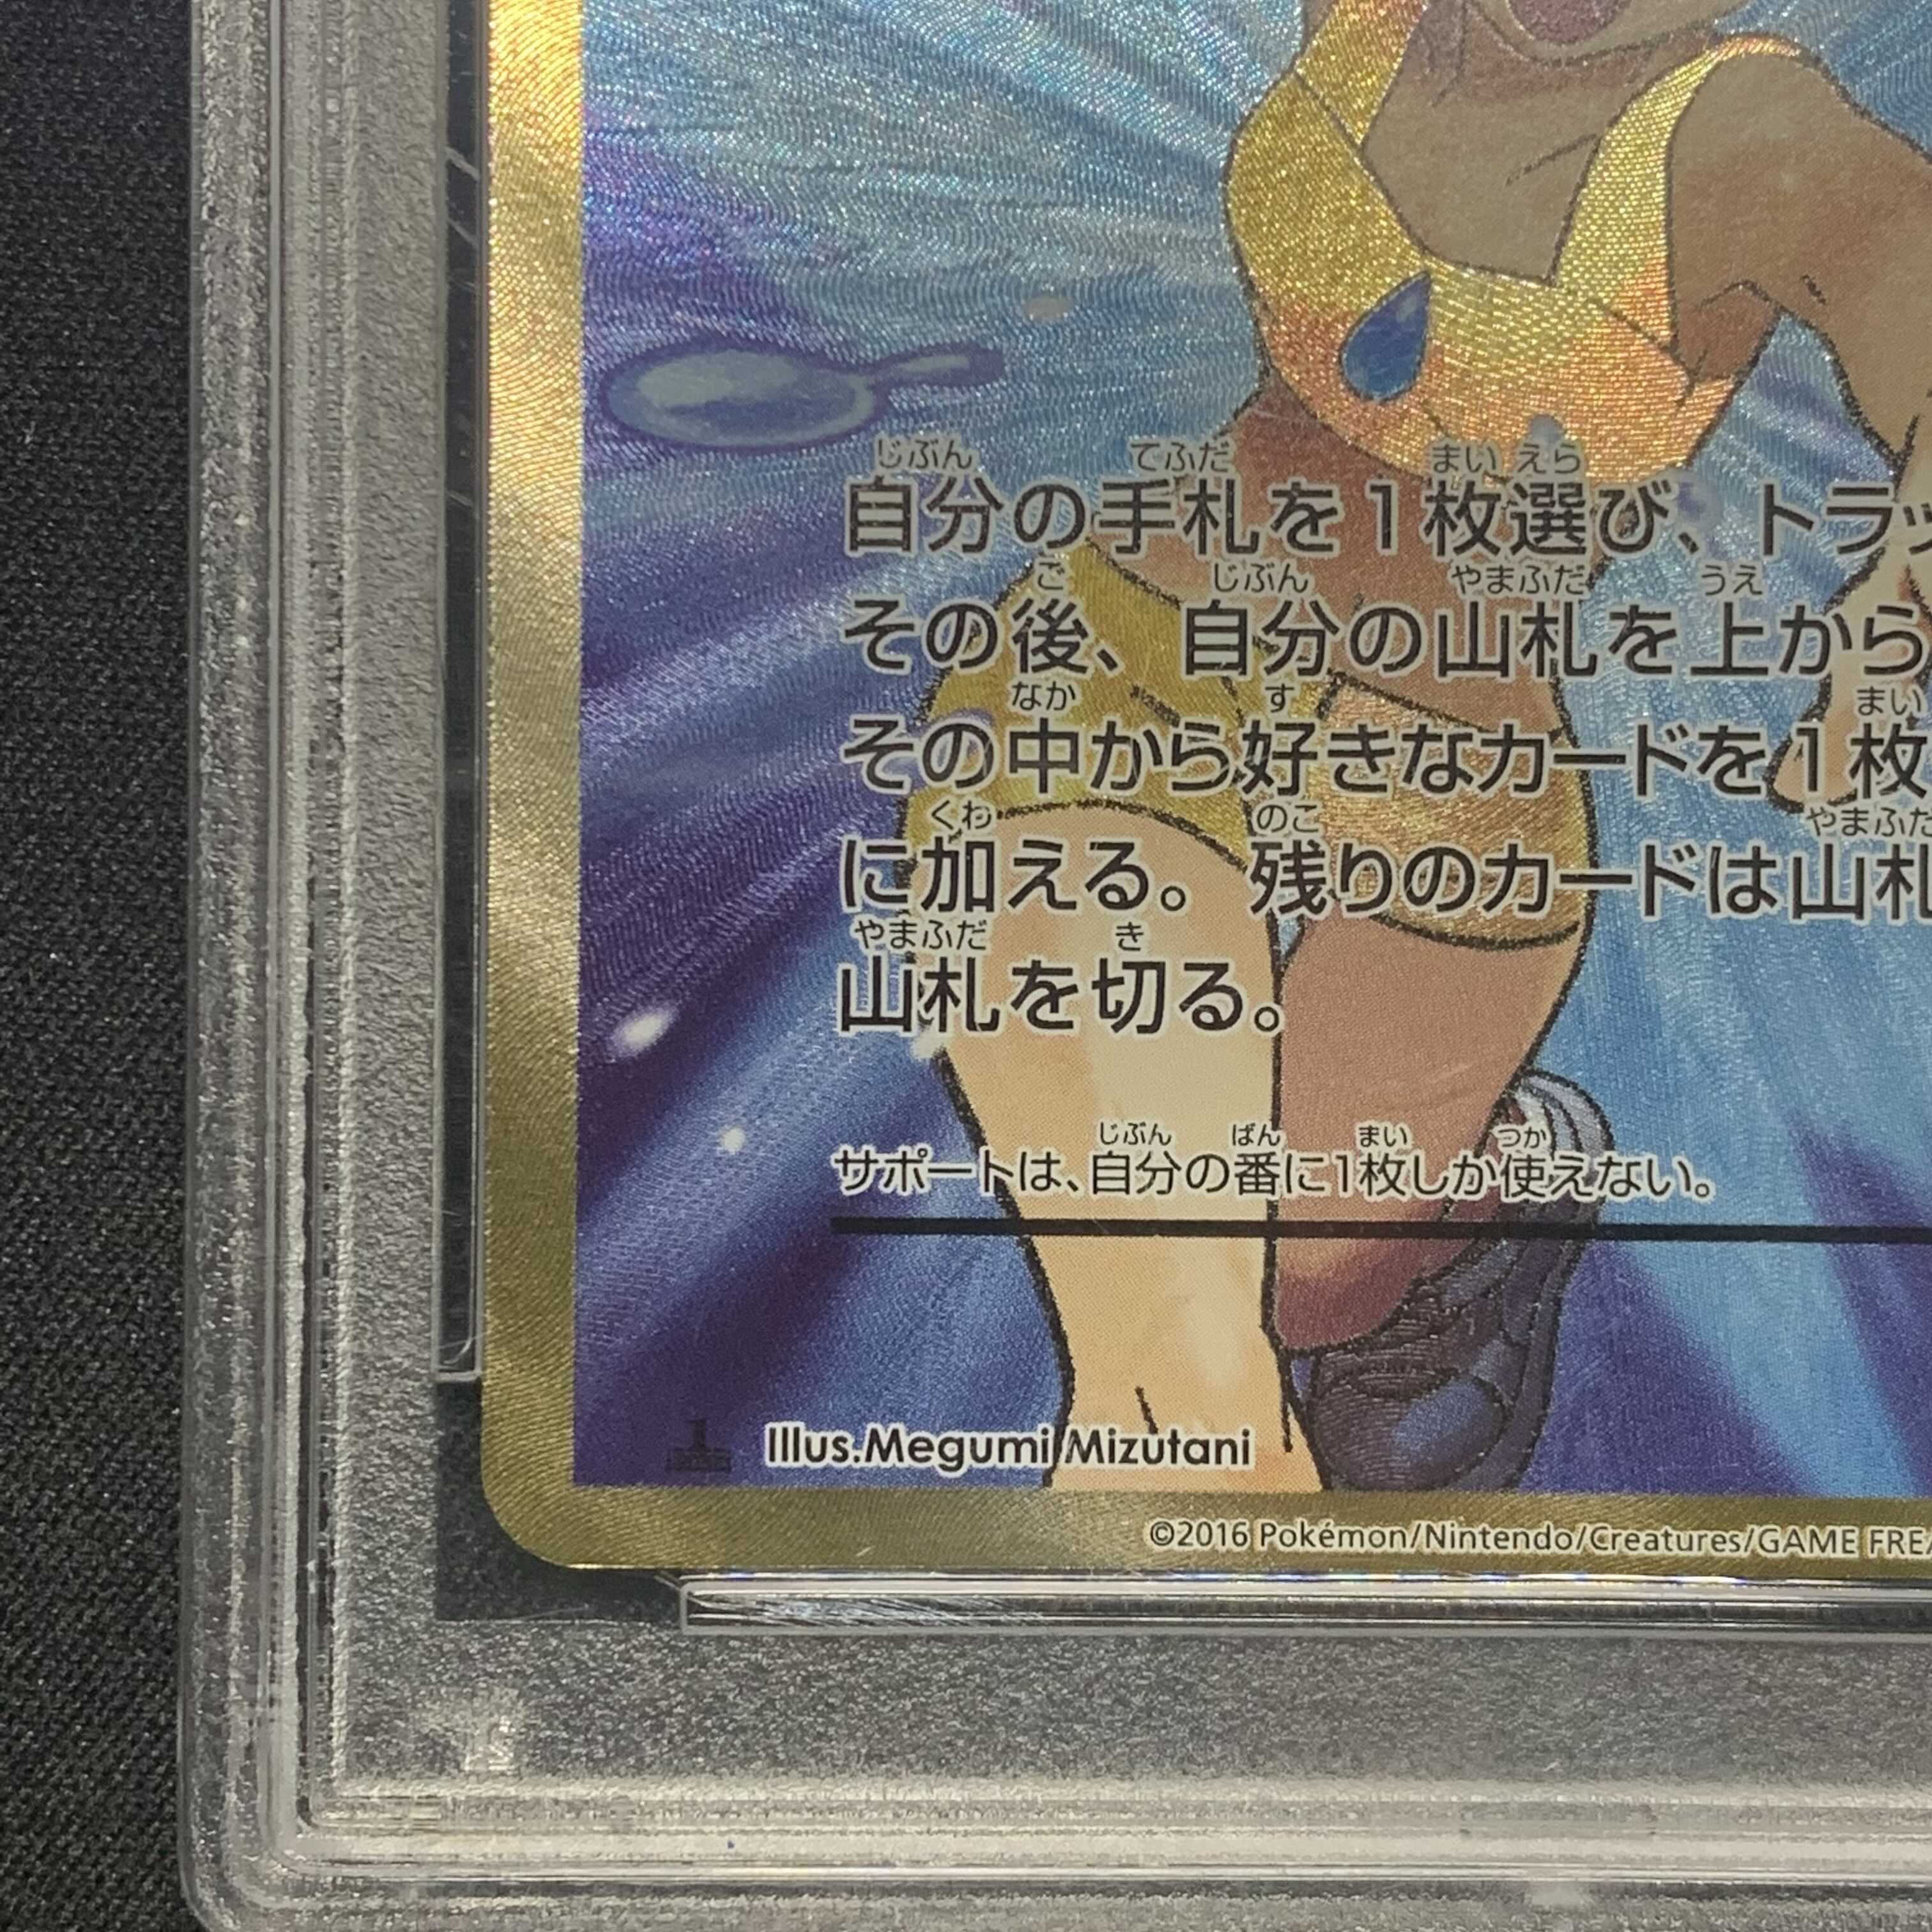 自分の手札を1枚選び、トラッ
その後、自分の山札を上から
その中から好きなカードを1枚
に加える。残りのカードは山札
山札を切る。
サポートは、自分の番に1枚しか使えない。
Illus.Megumi Mizutani
©2016 Pokémon/Nintendo/Creatures/GAME FREA